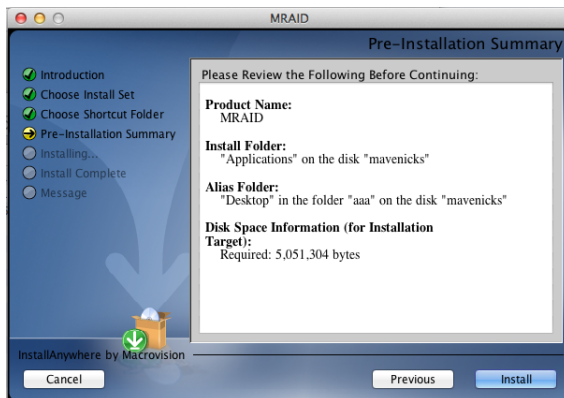 MRAID
Pre-Installation Summary
Introduction
Choose Install Set
Choose Shortcut Folder
Pre-Installation Summary
Installing...
Install Complete
Message
Please Review the Following Before Continuing:
Product Name:
MRAID
Install Folder:
"Applications" on the disk "mavenicks"
Alias Folder:
"Desktop" in the folder "aaa" on the disk "mavenicks"
Disk Space Information (for Installation
Target):
Required: 5,051,304 bytes
InstallAnywhere by Macrovision
Cancel
Previous
Install